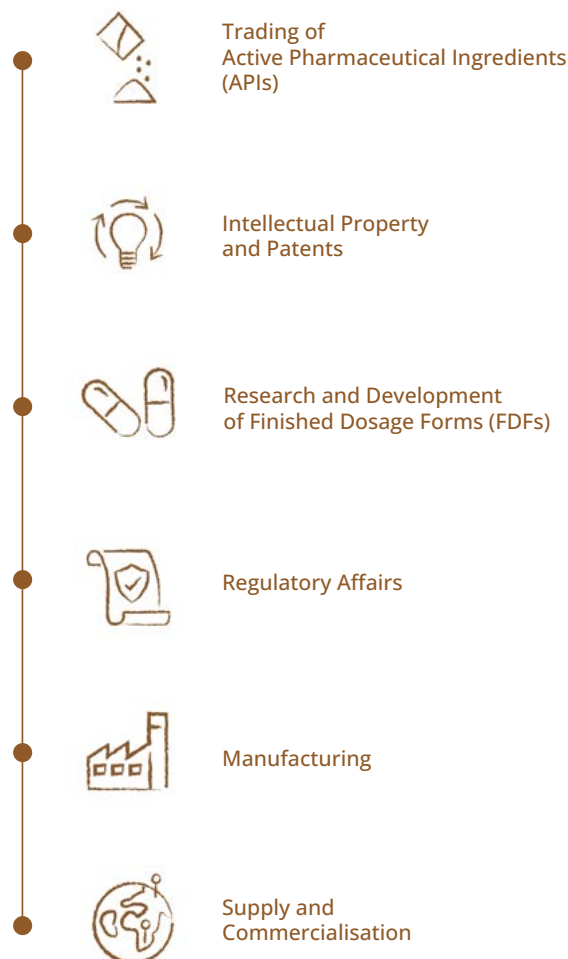 Trading of
Active Pharmaceutical Ingredients
(APIs)
Intellectual Property
and Patents
Research and Development
of Finished Dosage Forms (FDFs)
Regulatory Affairs
Manufacturing
Supply and
Commercialisation